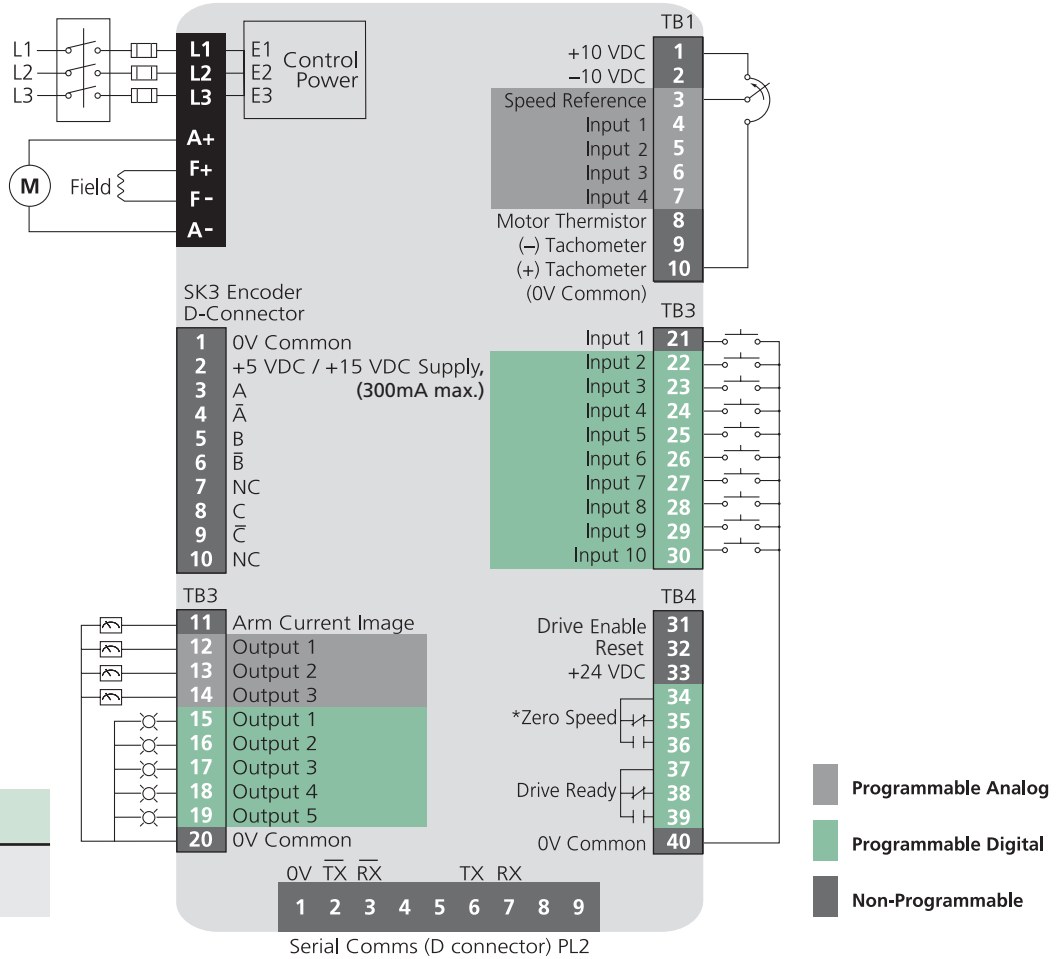 L1 L1 E1 Control Power
L2 L2 E2
L3 L3 E3
A+
M Field F+
F-
A-
TB1
+10 VDC 1
–10 VDC 2
Speed Reference 3
Input 1 4
Input 2 5
Input 3 6
Input 4 7
Motor Thermistor 8
(–) Tachometer 9
(+) Tachometer 10
(0V Common)
SK3 Encoder
D-Connector
1 0V Common
2 +5 VDC / +15 VDC Supply,
3 A (300mA max.)
4 A̅
5 B
6 B̅
7 NC
8 C
9 C̅
10 NC
TB3
Input 1 21
Input 2 22
Input 3 23
Input 4 24
Input 5 25
Input 6 26
Input 7 27
Input 8 28
Input 9 29
Input 10 30
TB3
11 Arm Current Image
12 Output 1
13 Output 2
14 Output 3
15 Output 1
16 Output 2
17 Output 3
18 Output 4
19 Output 5
20 0V Common
TB4
Drive Enable 31
Reset 32
+24 VDC 33
34
*Zero Speed 35
36
37
Drive Ready 38
39
0V Common 40
0V T̅X̅ R̅X̅ TX RX
1 2 3 4 5 6 7 8 9
Serial Comms (D connector) PL2
Programmable Analog
Programmable Digital
Non-Programmable